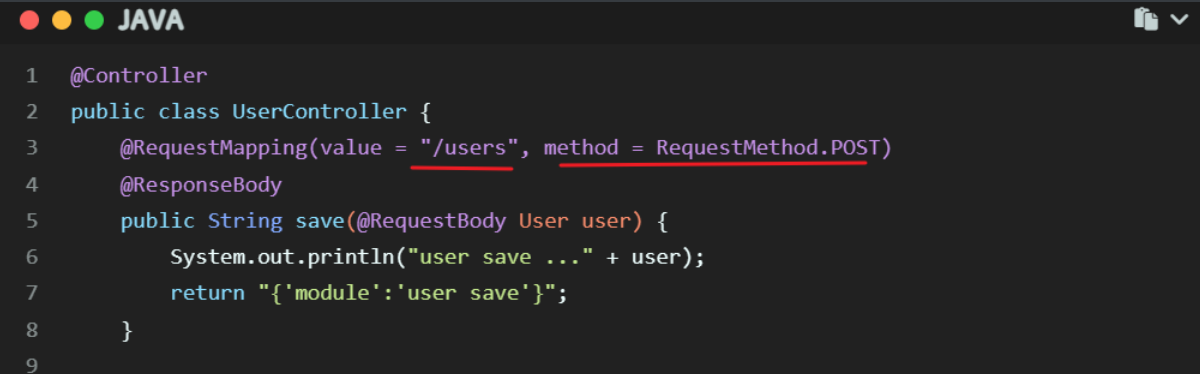 JAVA
1 @Controller
2 public class UserController {
3 @RequestMapping(value = "/users", method = RequestMethod.POST)
4 @ResponseBody
5 public String save(@RequestBody User user) {
6 System.out.println("user save ..." + user);
7 return "{'module':'user save'}";
8 }
9